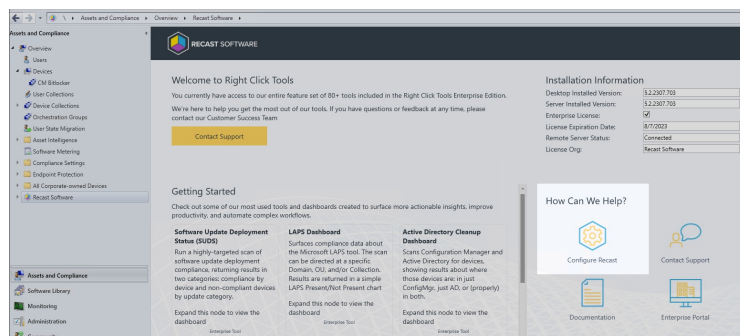 \ Assets and Compliance Overview Recast Software
Assets and Compliance
Overview
Users
Devices
CM Bitlocker
User Collections
Device Collections
Orchestration Groups
User State Migration
Asset Intelligence
Software Metering
Compliance Settings
Endpoint Protection
All Corporate-owned Devices
Recast Software
Assets and Compliance
Software Library
Monitoring
Administration
Community
RECAST SOFTWARE
Welcome to Right Click Tools
You currently have access to our entire feature set of 80+ tools included in the Right Click Tools Enterprise Edition.
We're here to help you get the most out of our tools. If you have questions or feedback at any time, please
contact our Customer Success Team
Contact Support
Installation Information
Desktop Installed Version: 5.2.2307.703
Server Installed Version: 5.2.2307.703
Enterprise License:
License Expiration Date: 8/7/2023
Remote Server Status: Connected
License Org: Recast Software
Getting Started
Check out some of our most used tools and dashboards created to surface more actionable insights, improve
productivity, and automate complex workflows.
Software Update Deployment
Status (SUDS)
Run a highly-targeted scan of
software update deployment
compliance, returning results in
two categories: compliance by
device and non-compliant devices
by update category.
Expand this node to view the
dashboard
Enterprise Tool
LAPS Dashboard
Surfaces compliance data about
the Microsoft LAPS tool. The scan
can be directed at a specific
Domain, OU, and/or Collection.
Results are returned in a simple
LAPS Present/Not Present chart
Expand this node to view the
dashboard
Enterprise Tool
Active Directory Cleanup
Dashboard
Scans Configuration Manager and
Active Directory for devices,
showing results about where
those devices are: in just
ConfigMgr, just AD, or (properly)
in both.
Expand this node to view the
dashboard
Enterprise Tool
How Can We Help?
Configure Recast
Contact Support
Documentation
Enterprise Portal